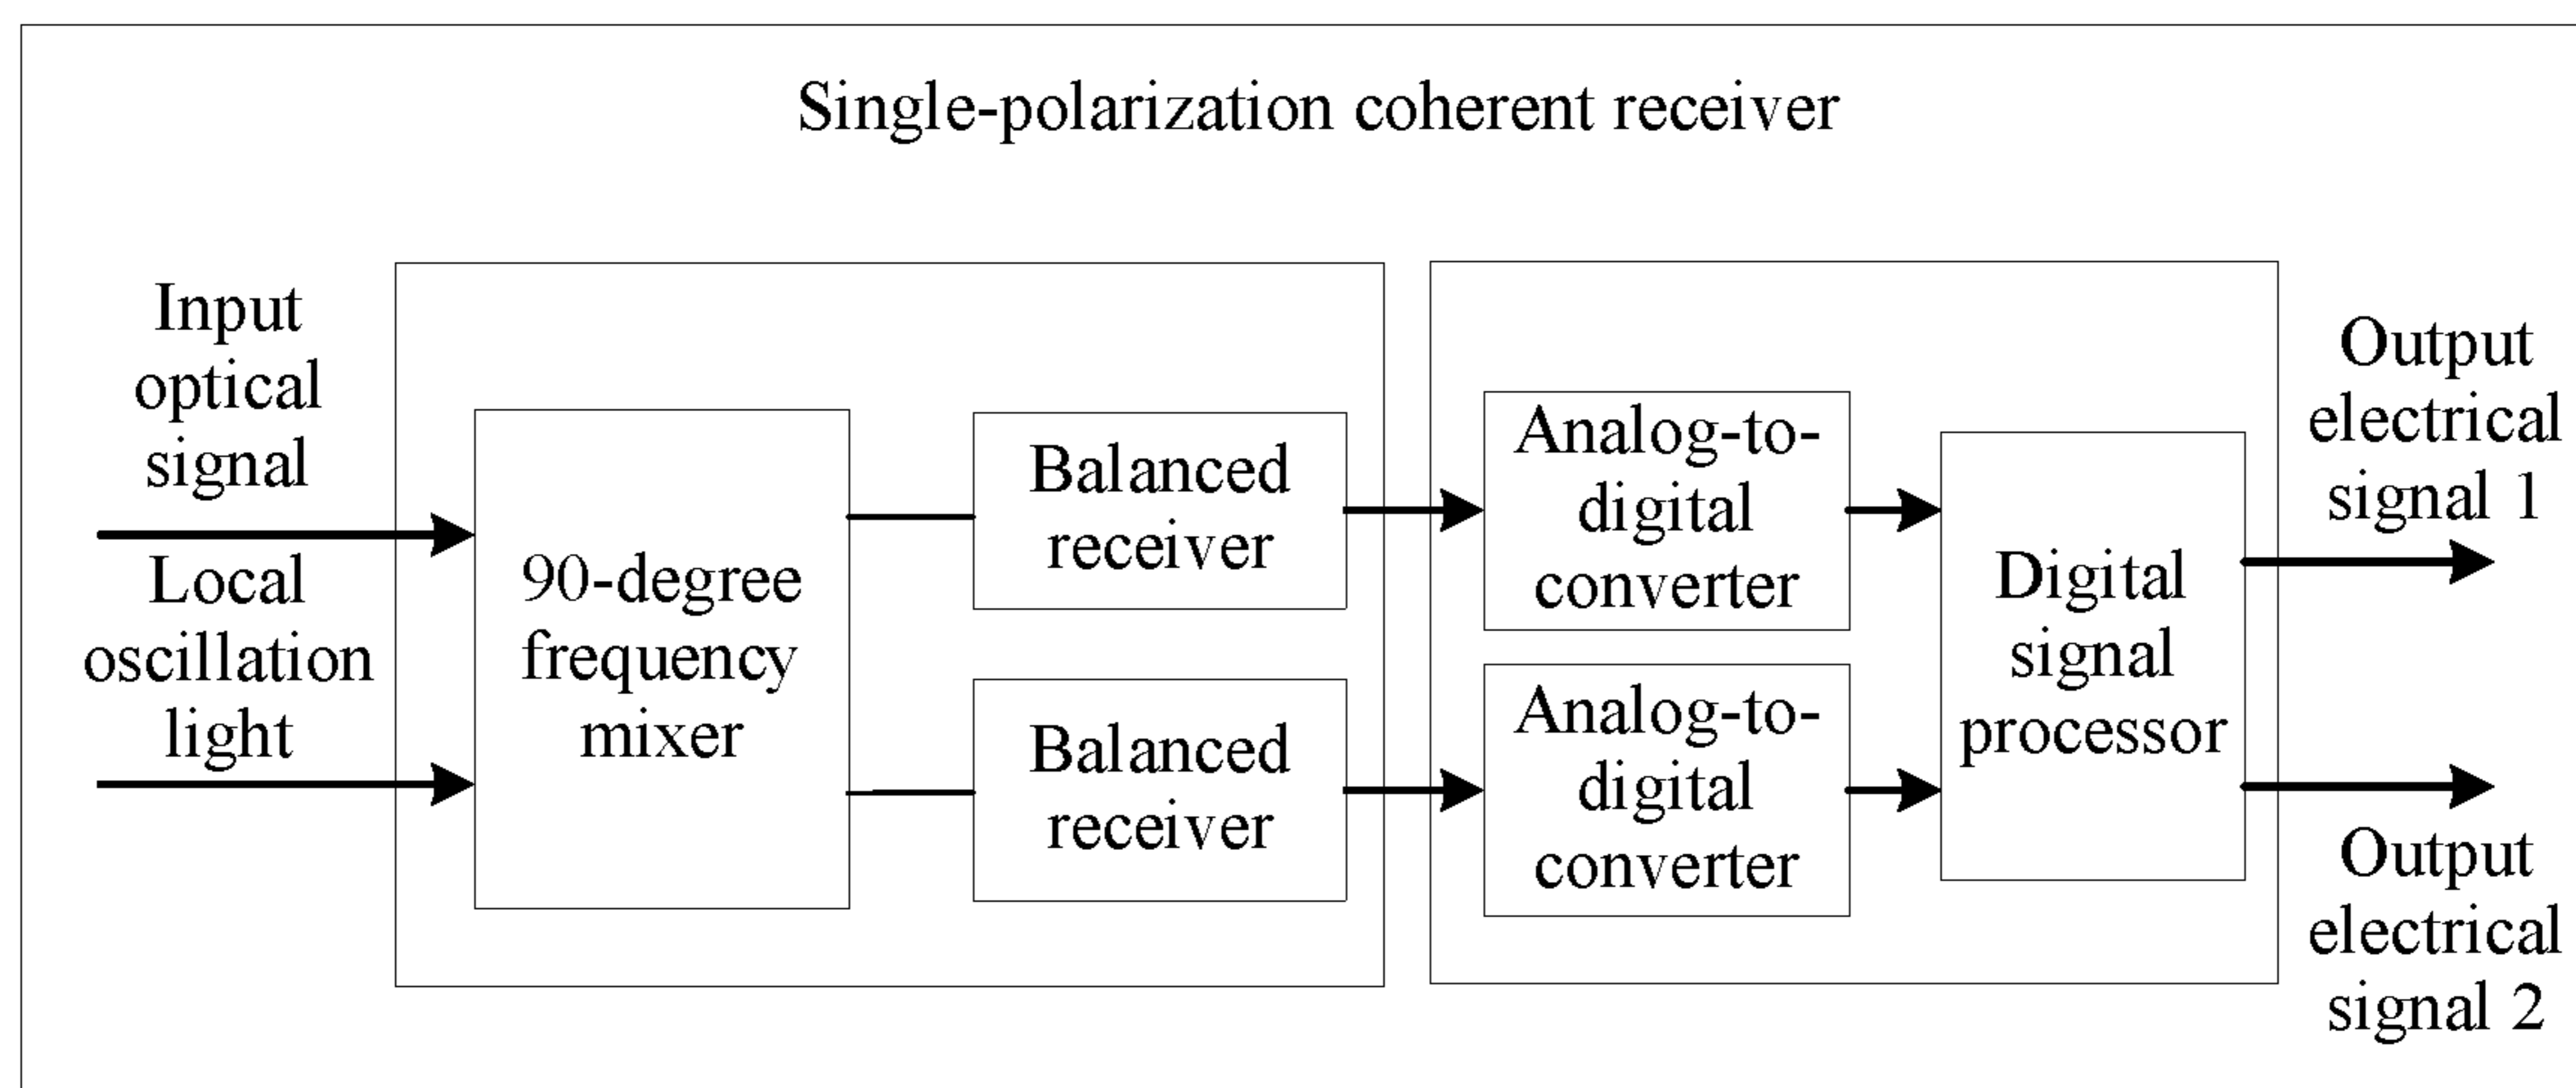 Single-polarization coherent receiver
Input
optical
signal
Local
oscillation
light
90-degree
frequency
mixer
Balanced
receiver
Balanced
receiver
Analog-to-
digital
converter
Analog-to-
digital
converter
Digital
signal
processor
Output
electrical
signal 1
Output
electrical
signal 2